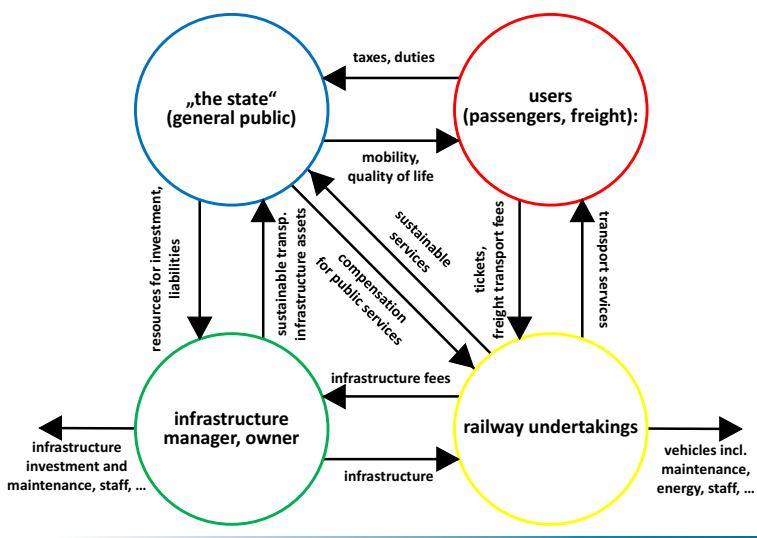 taxes, duties
„the state“
(general public)
users
(passengers, freight):
mobility,
quality of life
resources for investment,
liabilities
sustainable transp.
infrastructure assets
sustainable
services
compensation
for public services
tickets,
freight transport fees
transport services
infrastructure fees
infrastructure
manager, owner
railway undertakings
infrastructure
investment and
maintenance, staff, ...
infrastructure
vehicles incl.
maintenance,
energy, staff, ...